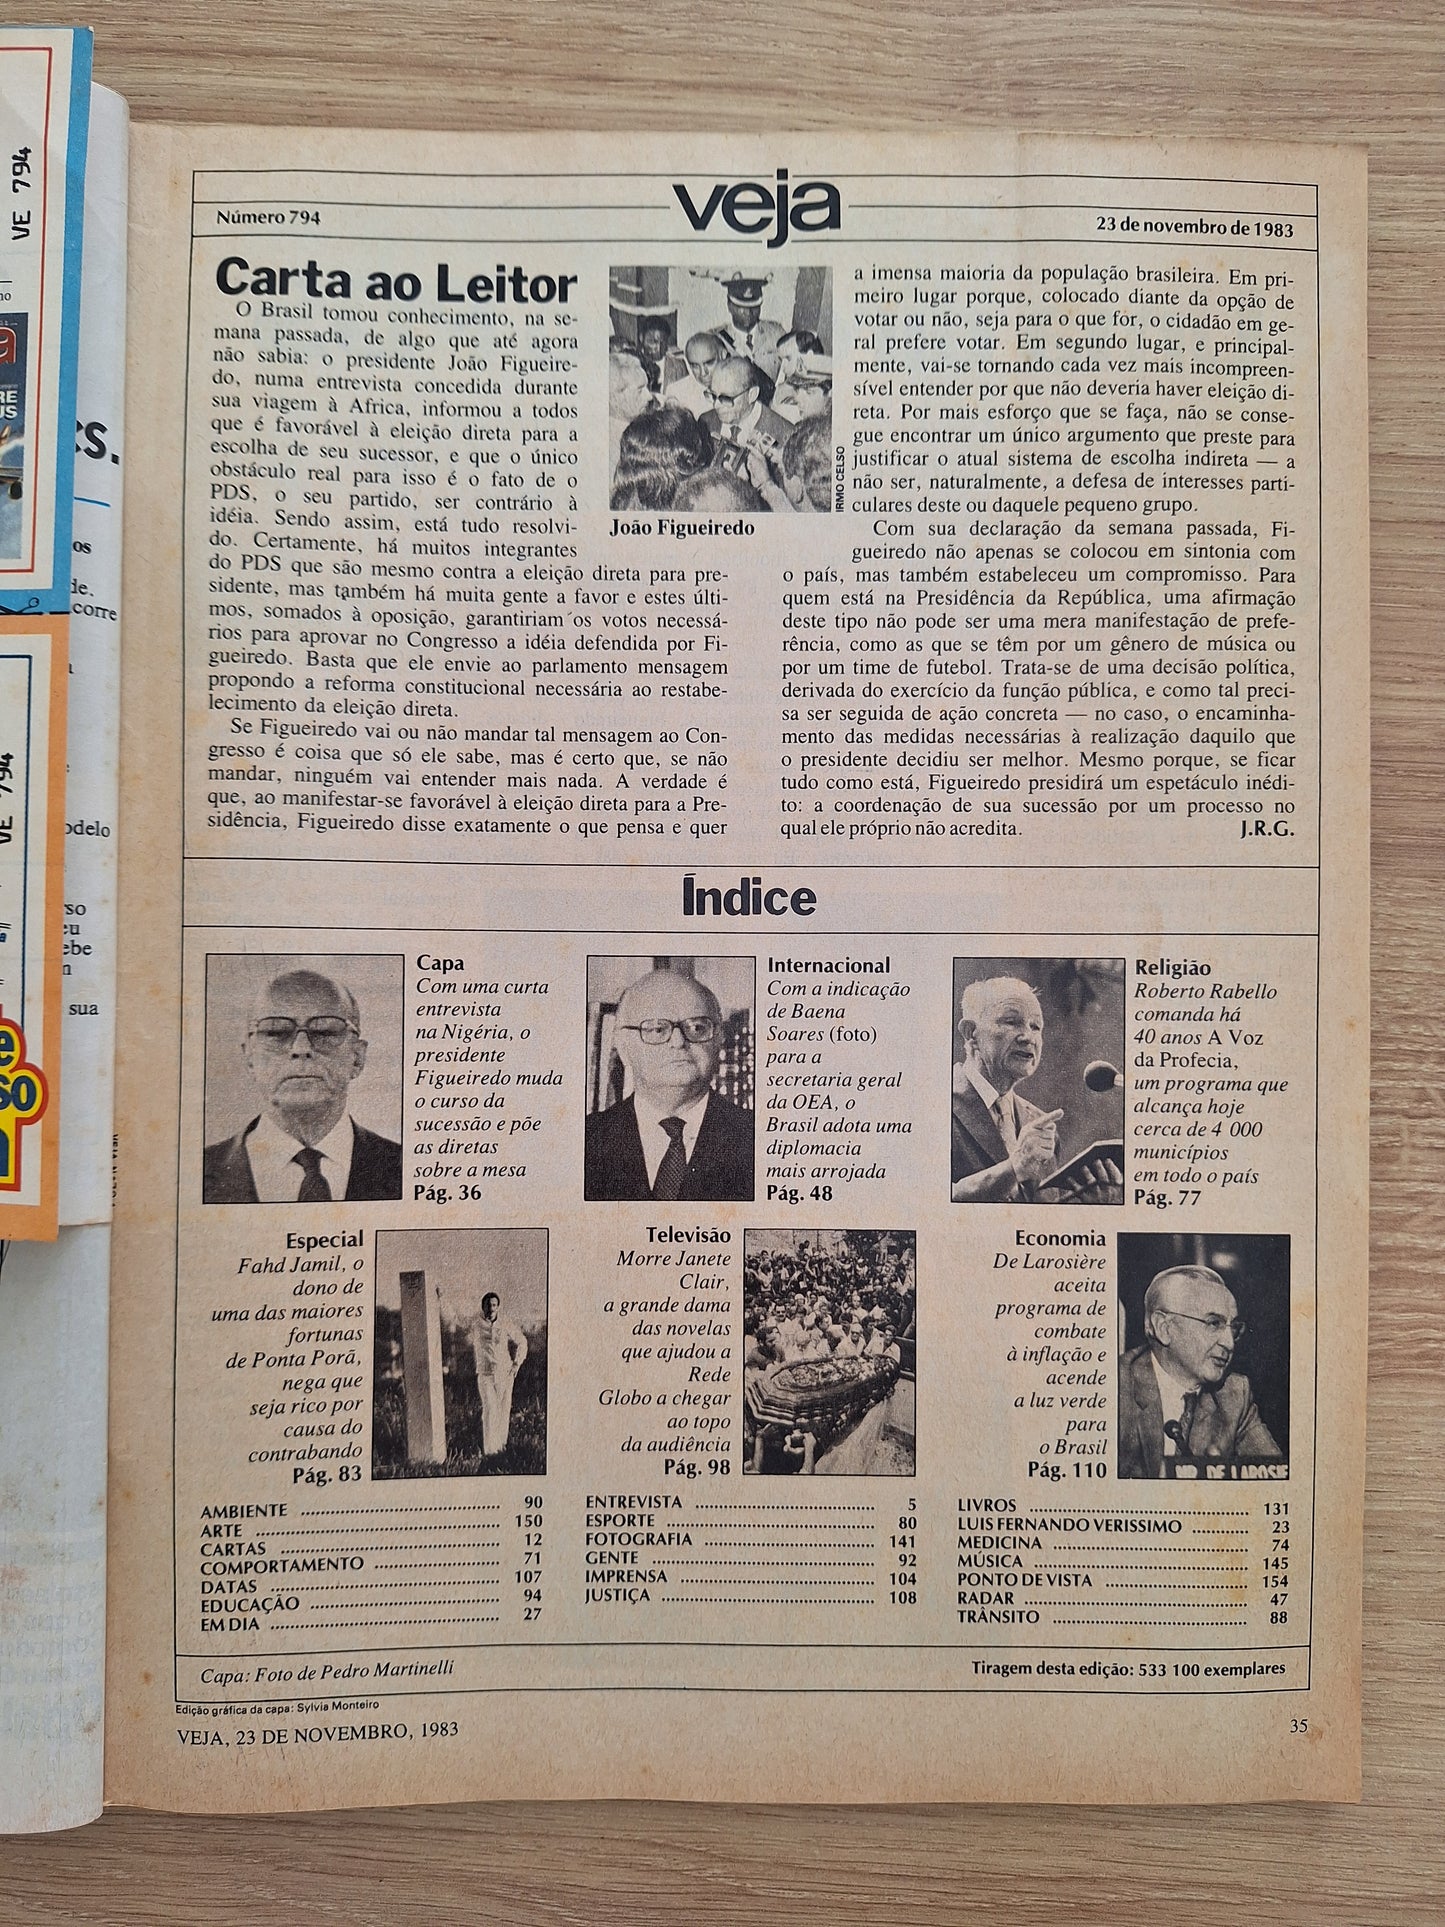 VE 794
Número 794
veja
23 de novembro de 1983
Carta ao Leitor
O Brasil tomou conhecimento, na se-
mana passada, de algo que até agora
não sabia: o presidente João Figueire-
do, numa entrevista concedida durante
sua viagem à Africa, informou a todos
que é favorável à eleição direta para a
escolha de seu sucessor, e que o único
obstáculo real para isso é o fato de o
PDS, o seu partido, ser contrário à
idéia. Sendo assim, está tudo resolvi-
do. Certamente, há muitos integrantes
do PDS que são mesmo contra a eleição direta para pre-
sidente, mas também há muita gente a favor e estes últi-
mos, somados à oposição, garantiriam os votos necessá-
rios para aprovar no Congresso a idéia defendida por Fi-
gueiredo. Basta que ele envie ao parlamento mensagem
propondo a reforma constitucional necessária ao restabe-
lecimento da eleição direta.
Se Figueiredo vai ou não mandar tal mensagem ao Con-
gresso é coisa que só ele sabe, mas é certo que, se não
mandar, ninguém vai entender mais nada. A verdade é
que, ao manifestar-se favorável à eleição direta para a Pre-
sidência, Figueiredo disse exatamente o que pensa e quer
IRMO CELSO
João Figueiredo
a imensa maioria da população brasileira. Em pri-
meiro lugar porque, colocado diante da opção de
votar ou não, seja para o que for, o cidadão em ge-
ral prefere votar. Em segundo lugar, e principal-
mente, vai-se tornando cada vez mais incompreen-
sível entender por que não deveria haver eleição di-
reta. Por mais esforço que se faça, não se conse-
gue encontrar um único argumento que preste para
justificar o atual sistema de escolha indireta — a
não ser, naturalmente, a defesa de interesses parti-
culares deste ou daquele pequeno grupo.
Com sua declaração da semana passada, Fi-
gueiredo não apenas se colocou em sintonia com
o país, mas também estabeleceu um compromisso. Para
quem está na Presidência da República, uma afirmação
deste tipo não pode ser uma mera manifestação de prefe-
rência, como as que se têm por um gênero de música ou
por um time de futebol. Trata-se de uma decisão política,
derivada do exercício da função pública, e como tal preci-
sa ser seguida de ação concreta — no caso, o encaminha-
mento das medidas necessárias à realização daquilo que
o presidente decidiu ser melhor. Mesmo porque, se ficar
tudo como está, Figueiredo presidirá um espetáculo inédi-
to: a coordenação de sua sucessão por um processo no
qual ele próprio não acredita. J.R.G.
Índice
Capa
Com uma curta
entrevista
na Nigéria, o
presidente
Figueiredo muda
o curso da
sucessão e põe
as diretas
sobre a mesa
Pág. 36
Internacional
Com a indicação
de Baena
Soares (foto)
para a
secretaria geral
da OEA, o
Brasil adota uma
diplomacia
mais arrojada
Pág. 48
Religião
Roberto Rabello
comanda há
40 anos A Voz
da Profecia,
um programa que
alcança hoje
cerca de 4 000
municípios
em todo o país
Pág. 77
Especial
Fahd Jamil, o
dono de
uma das maiores
fortunas
de Ponta Porã,
nega que
seja rico por
causa do
contrabando
Pág. 83
Televisão
Morre Janete
Clair,
a grande dama
das novelas
que ajudou a
Rede
Globo a chegar
ao topo
da audiência
Pág. 98
Economia
De Larosière
aceita
programa de
combate
à inflação e
acende
a luz verde
para
o Brasil
Pág. 110
MR DE LAROSIE
AMBIENTE 90
ARTE 150
CARTAS 12
COMPORTAMENTO 71
DATAS 107
EDUCAÇÃO 94
EM DIA 27
ENTREVISTA 5
ESPORTE 80
FOTOGRAFIA 141
GENTE 92
IMPRENSA 104
JUSTIÇA 108
LIVROS 131
LUIS FERNANDO VERISSIMO 23
MEDICINA 74
MÚSICA 145
PONTO DE VISTA 154
RADAR 47
TRÂNSITO 88
Capa: Foto de Pedro Martinelli
Tiragem desta edição: 533 100 exemplares
Edição gráfica da capa: Sylvia Monteiro
VEJA, 23 DE NOVEMBRO, 1983
35